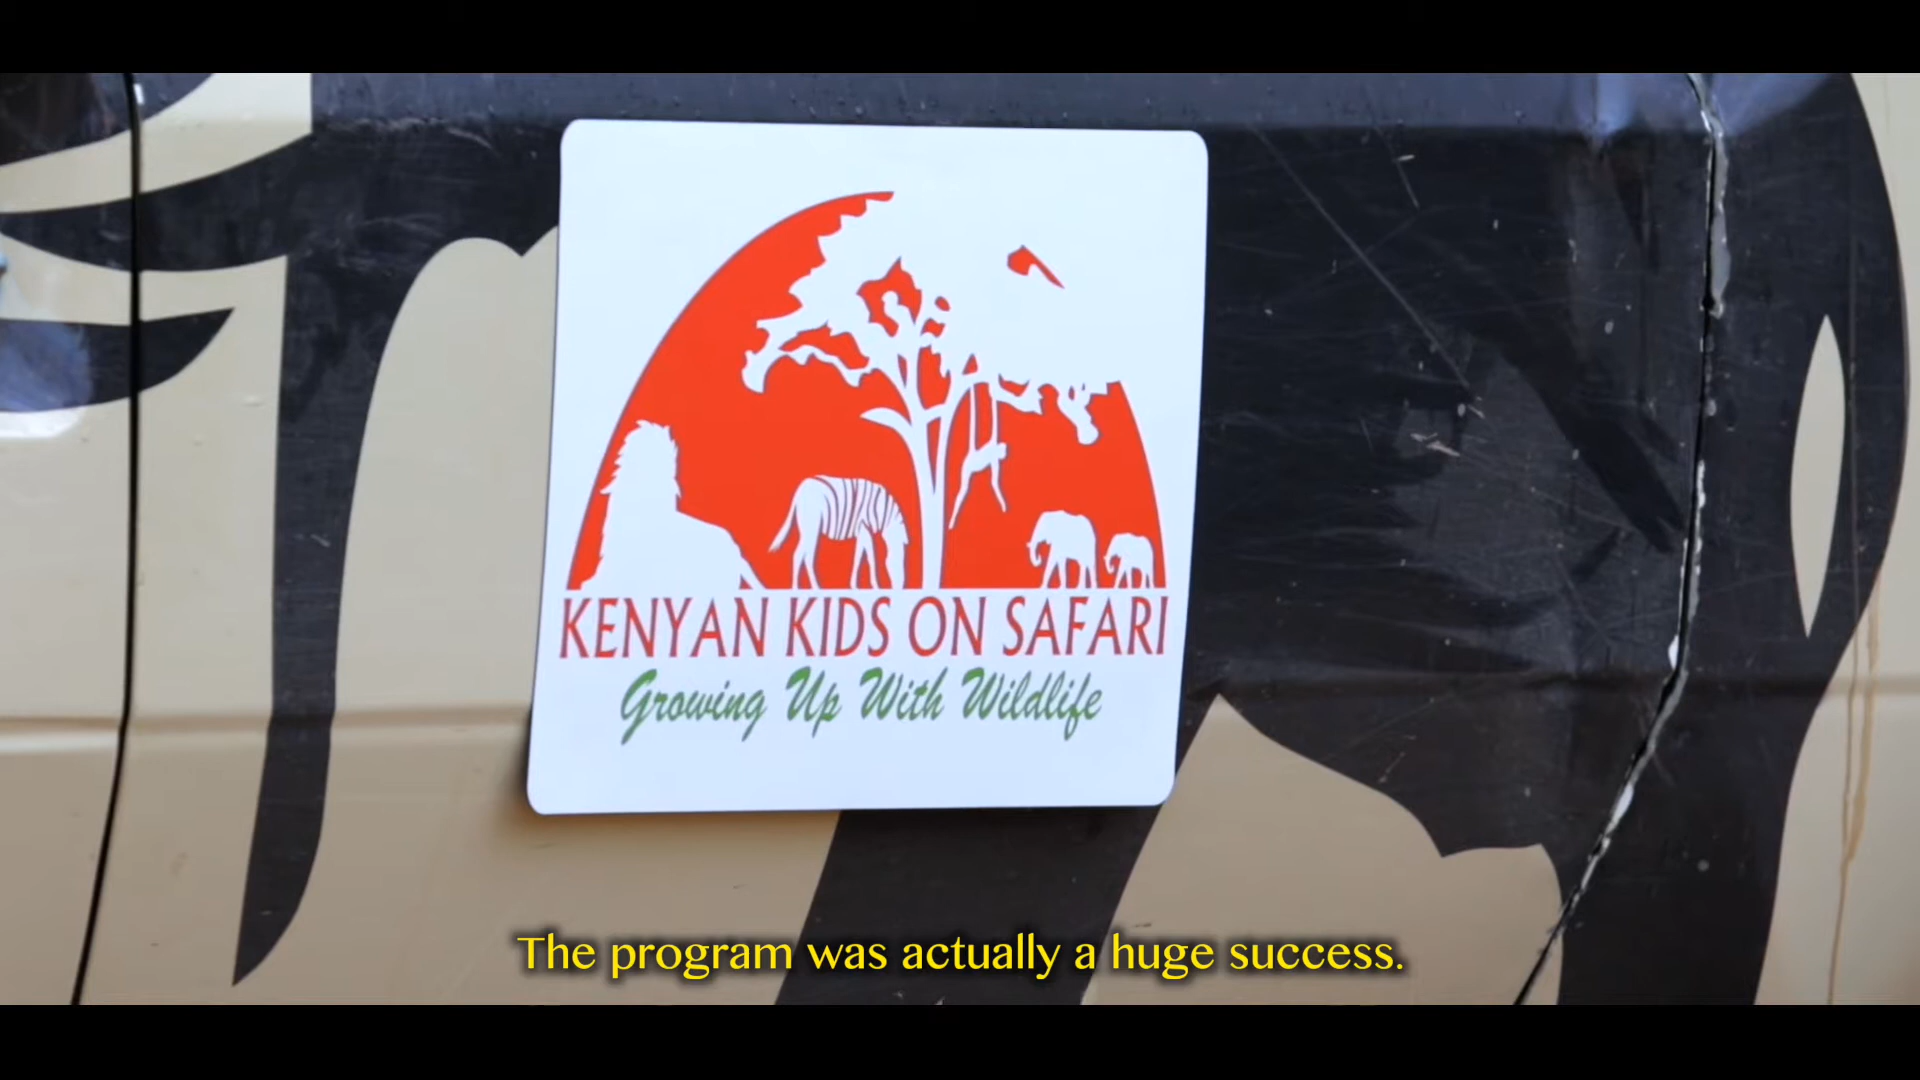 KENYAN KIDS ON SAFARI
Growing Up With Wildlife
The program was actually a huge success.